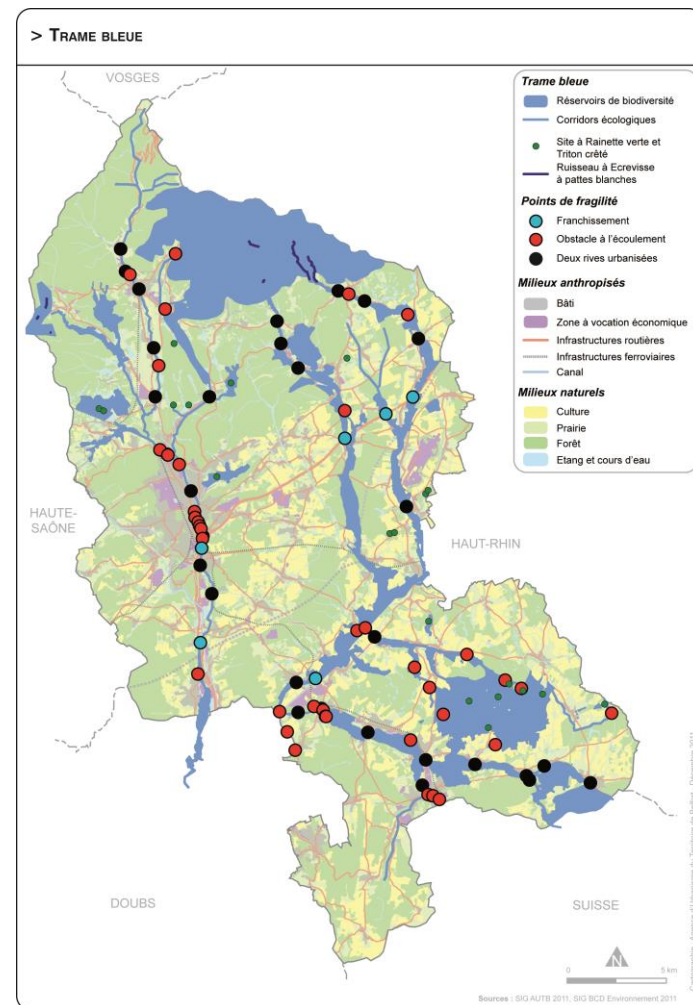 > TRAME BLEUE
VOSGES
Trame bleue
Réservoirs de biodiversité
Corridors écologiques
Site à Rainette verte et
Triton crêté
Ruisseau à Ecrevisse
à pattes blanches
Points de fragilité
Franchissement
Obstacle à l'écoulement
Deux rives urbanisées
Milieux anthropisés
Bâti
Zone à vocation économique
Infrastructures routières
Infrastructures ferroviaires
Canal
Milieux naturels
Culture
Prairie
Forêt
Etang et cours d'eau
HAUTE-
SAÔNE
HAUT-RHIN
DOUBS
SUISSE
N
0 5 km
Sources : SIG AUTB 2011, SIG BCD Environnement 2011